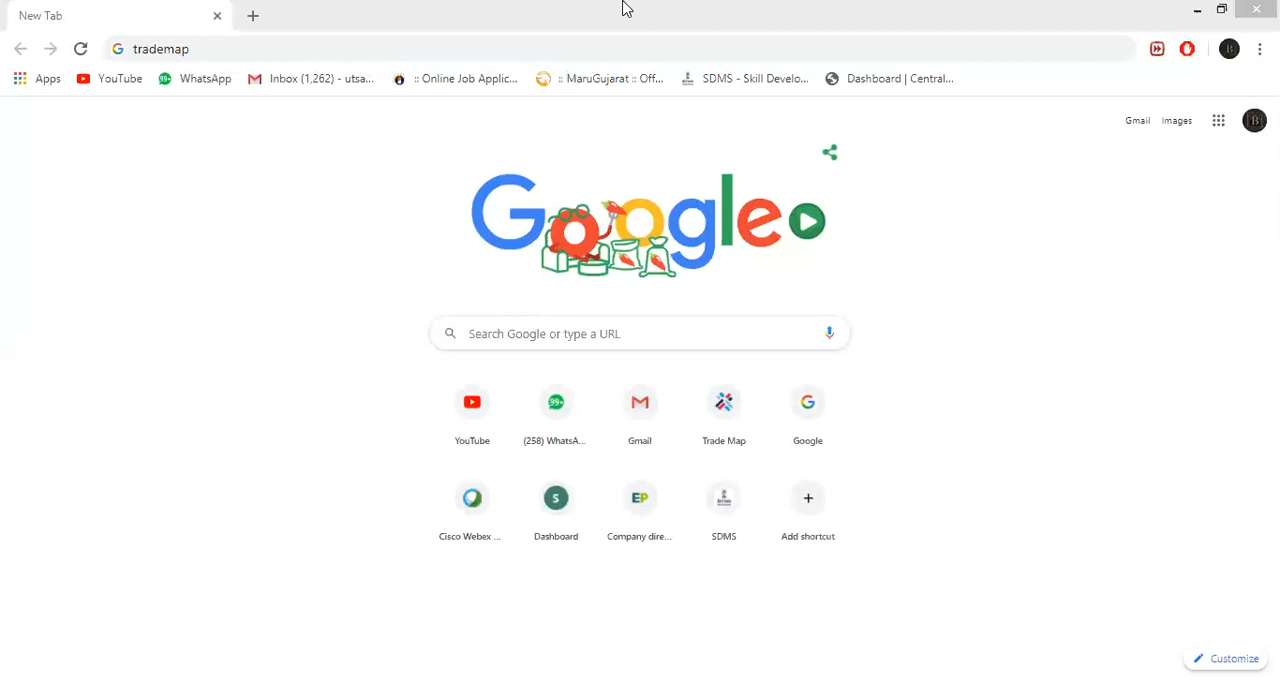 New Tab
trademap
Apps YouTube WhatsApp Inbox (1,262) - utsa... :: Online Job Applic... :: MaruGujarat :: Off... SDMS - Skill Develo... Dashboard | Central...
Gmail Images
Google
Search Google or type a URL
YouTube (258) WhatsA... Gmail Trade Map Google
Cisco Webex ... Dashboard Company dire... SDMS Add shortcut
Customize